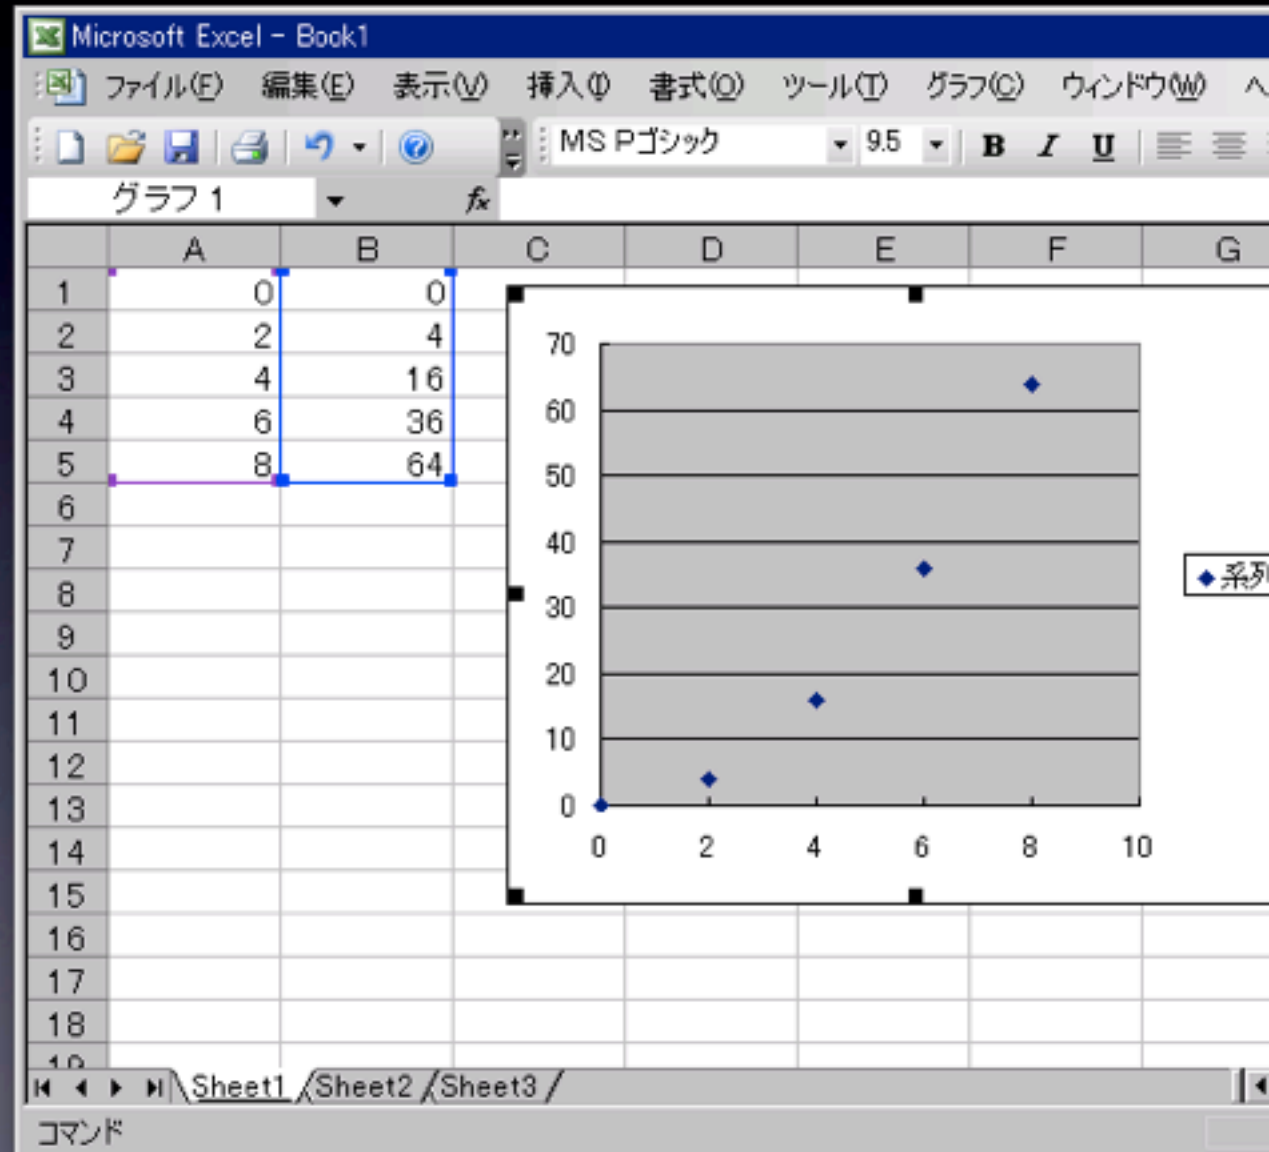 Microsoft Excel - Book1
ファイル(F) 編集(E) 表示(V) 挿入(I) 書式(O) ツール(T) グラフ(C) ウィンドウ(W) ヘ
MS Pゴシック 9.5 B I U
グラフ 1 fx
A B C D E F G
1 0 0
2 2 4
3 4 16
4 6 36
5 8 64
6
7
8
9
10
11
12
13
14
15
16
17
18
19
70
60
50
40
30
20
10
0
0 2 4 6 8 10
系列
Sheet1 Sheet2 Sheet3
コマンド